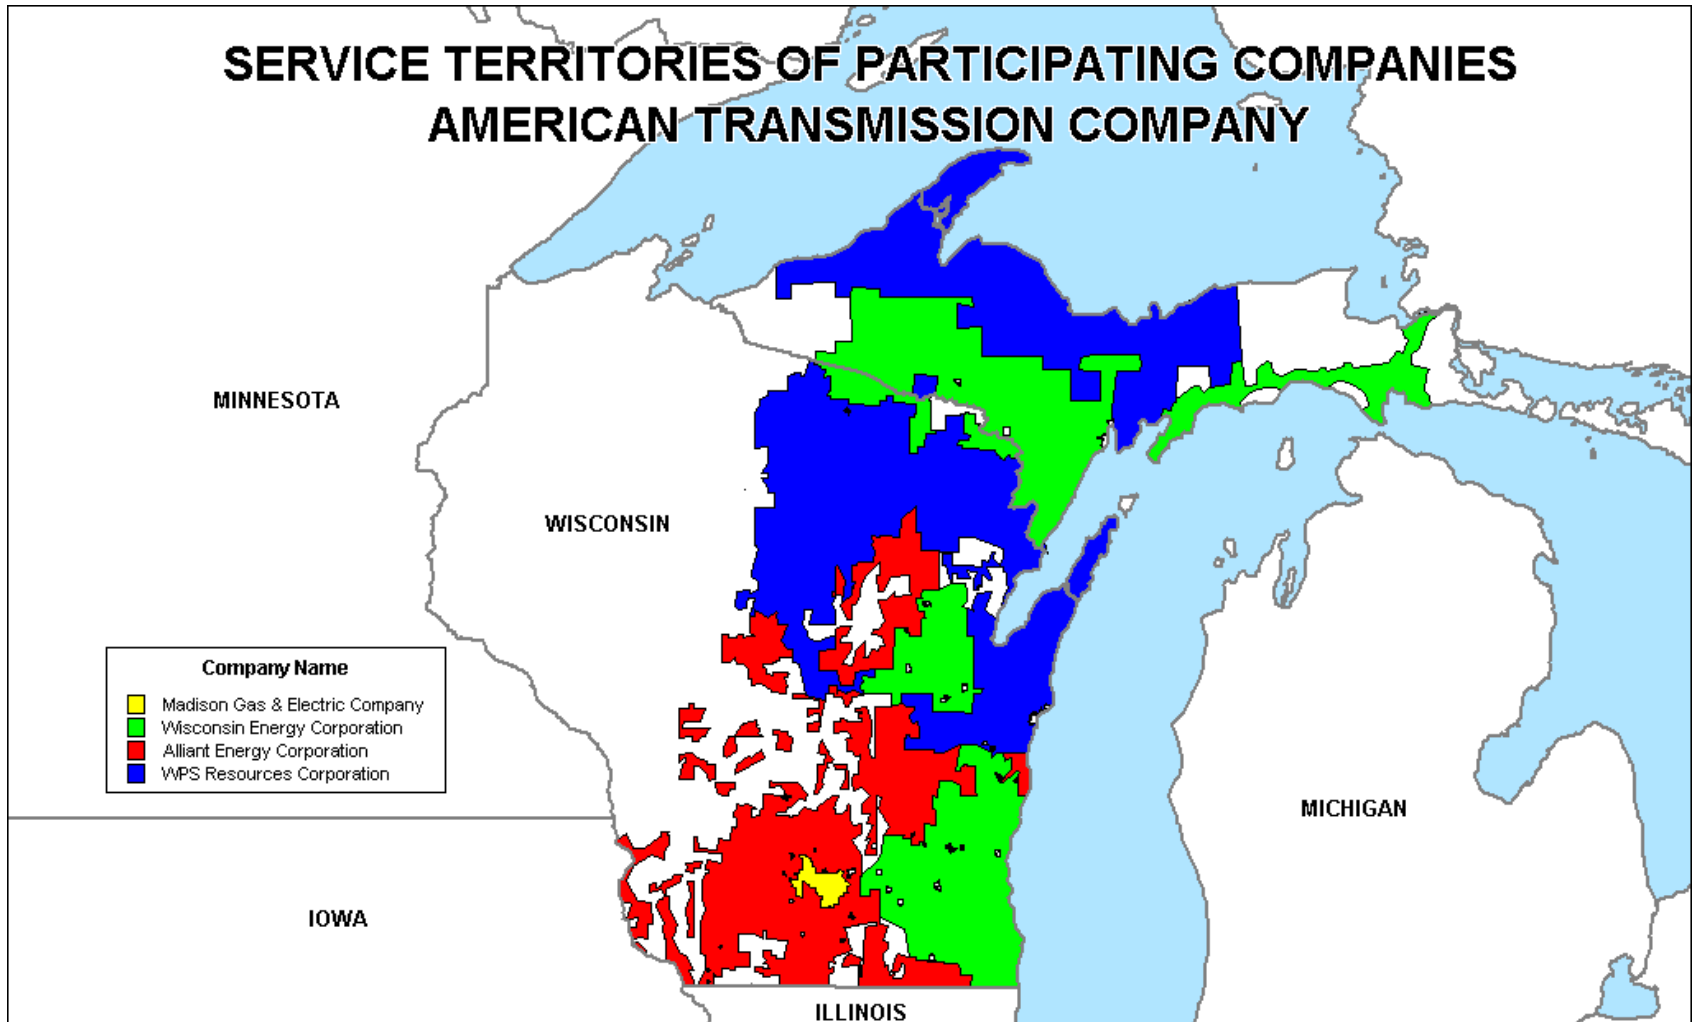 SERVICE TERRITORIES OF PARTICIPATING COMPANIES
AMERICAN TRANSMISSION COMPANY
MINNESOTA
WISCONSIN
Company Name
Madison Gas & Electric Company
Wisconsin Energy Corporation
Alliant Energy Corporation
WPS Resources Corporation
MICHIGAN
IOWA
ILLINOIS